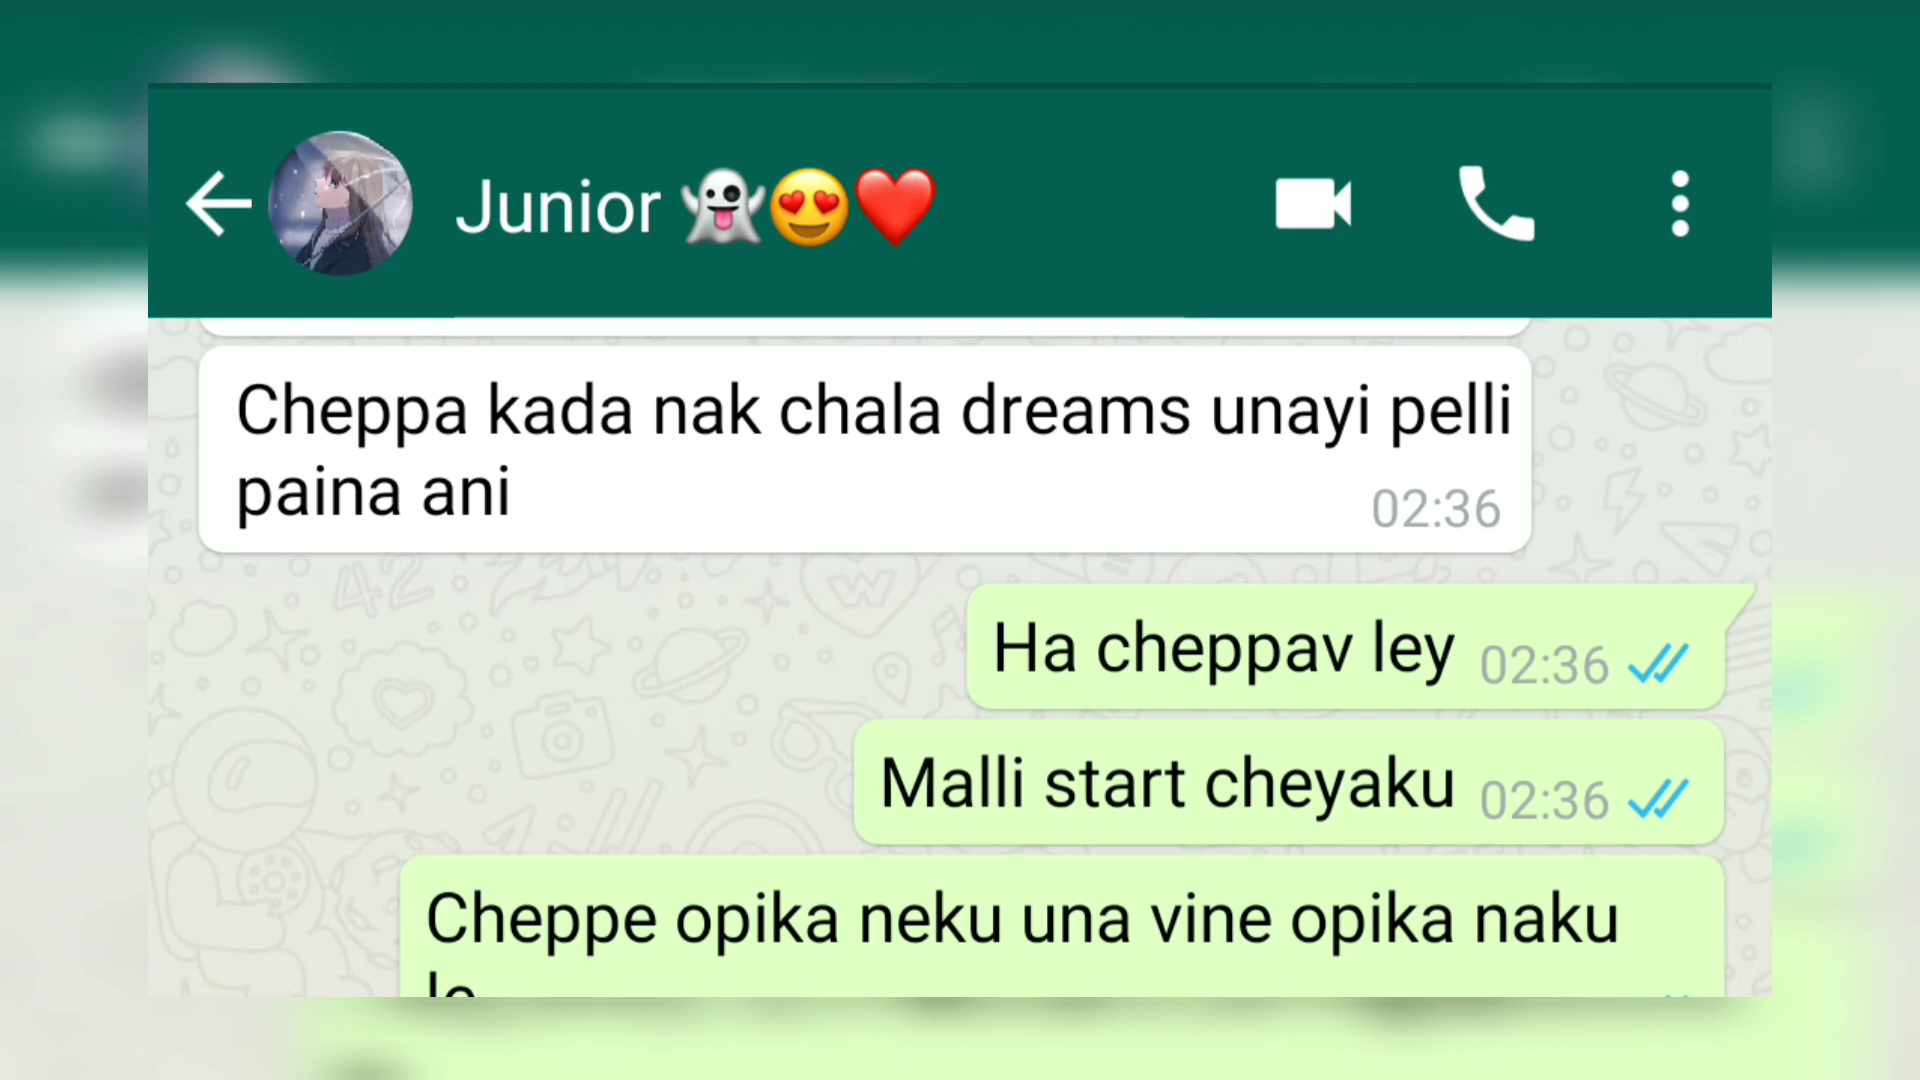 Junior 👻😍❤️
Cheppa kada nak chala dreams unayi pelli
paina ani
02:36
Ha cheppav ley 02:36
Malli start cheyaku 02:36
Cheppe opika neku una vine opika naku